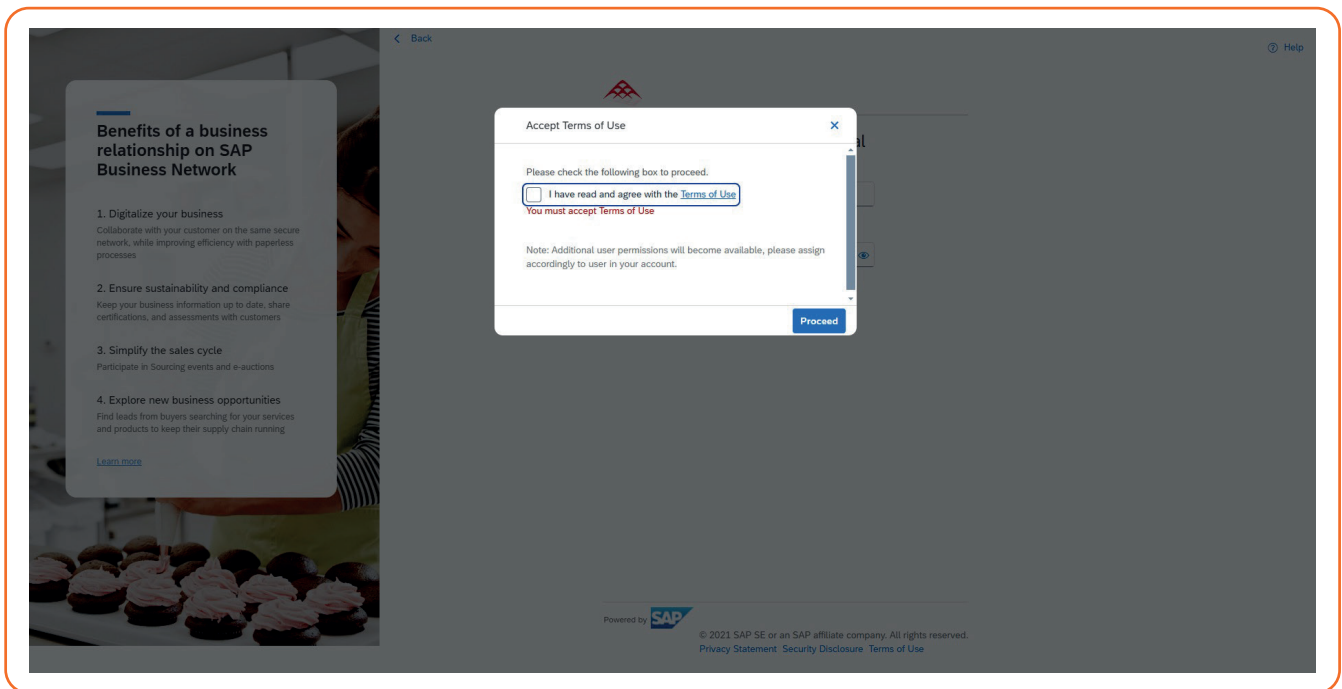 Back
Help
Benefits of a business
relationship on SAP
Business Network
1. Digitalize your business
Collaborate with your customer on the same secure
network, while improving efficiency with paperless
processes
2. Ensure sustainability and compliance
Keep your business information up to date, share
certifications, and assessments with customers
3. Simplify the sales cycle
Participate in Sourcing events and e-auctions
4. Explore new business opportunities
Find leads from buyers searching for your services
and products to keep their supply chain running
Learn more
Accept Terms of Use
al
Please check the following box to proceed.
I have read and agree with the Terms of Use
You must accept Terms of Use
Note: Additional user permissions will become available, please assign
accordingly to user in your account.
Proceed
Powered by SAP
© 2021 SAP SE or an SAP affiliate company. All rights reserved.
Privacy Statement Security Disclosure Terms of Use